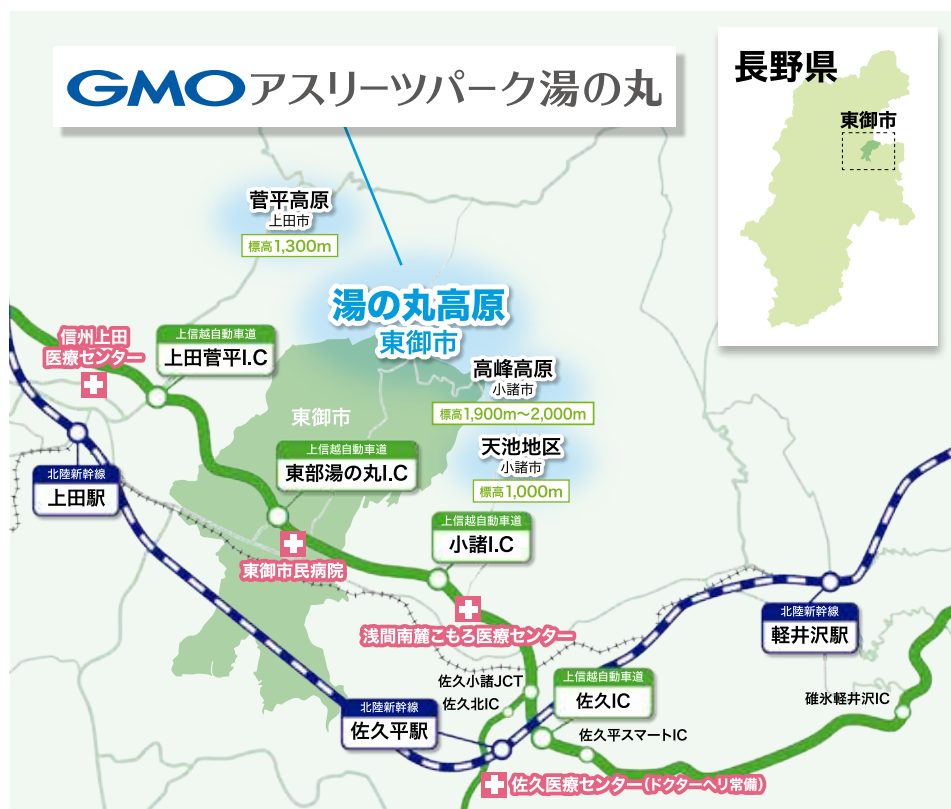 GMOアスリーツパーク湯の丸
長野県
東御市
菅平高原
上田市
標高1,300m
湯の丸高原
東御市
信州上田
医療センター
上信越自動車道
上田菅平I.C
高峰高原
小諸市
標高1,900m〜2,000m
東御市
天池地区
小諸市
標高1,000m
上信越自動車道
東部湯の丸I.C
北陸新幹線
上田駅
上信越自動車道
小諸I.C
東御市民病院
浅間南麓こもろ医療センター
北陸新幹線
軽井沢駅
佐久小諸JCT
佐久北IC
上信越自動車道
佐久IC
碓氷軽井沢IC
北陸新幹線
佐久平駅
佐久平スマートIC
佐久医療センター(ドクターヘリ常備)